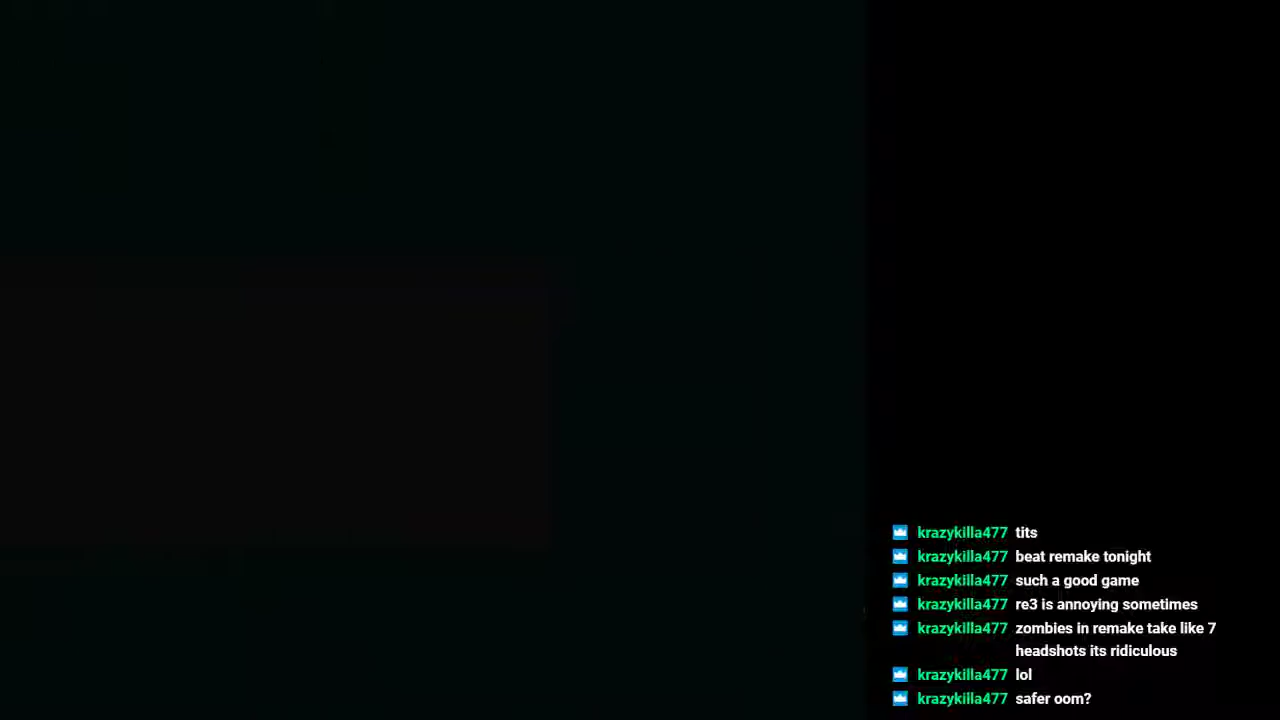 krazykilla477 tits
krazykilla477 beat remake tonight
krazykilla477 such a good game
krazykilla477 re3 is annoying sometimes
krazykilla477 zombies in remake take like 7
headshots its ridiculous
krazykilla477 lol
krazykilla477 safer oom?